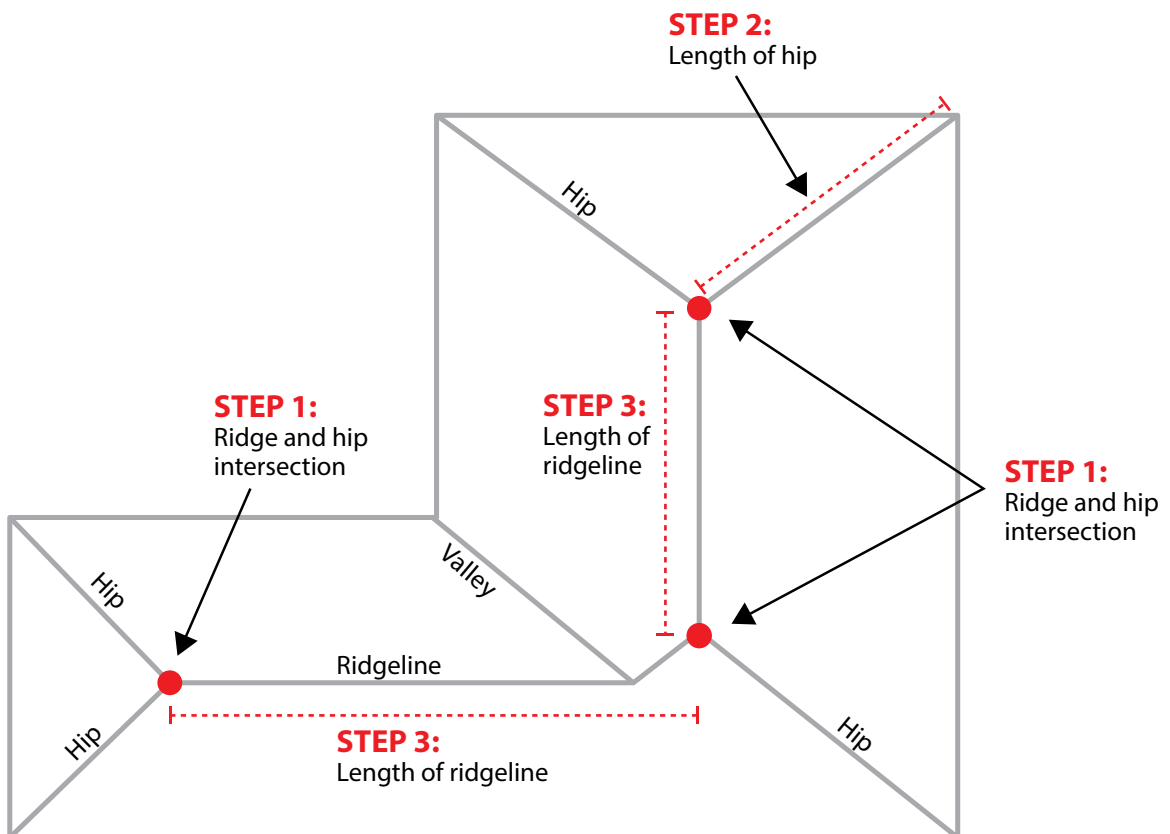 STEP 2:
Length of hip
Hip
STEP 1:
Ridge and hip
intersection
STEP 3:
Length of
ridgeline
STEP 1:
Ridge and hip
intersection
Valley
Hip
Ridgeline
Hip
Hip
STEP 3:
Length of ridgeline